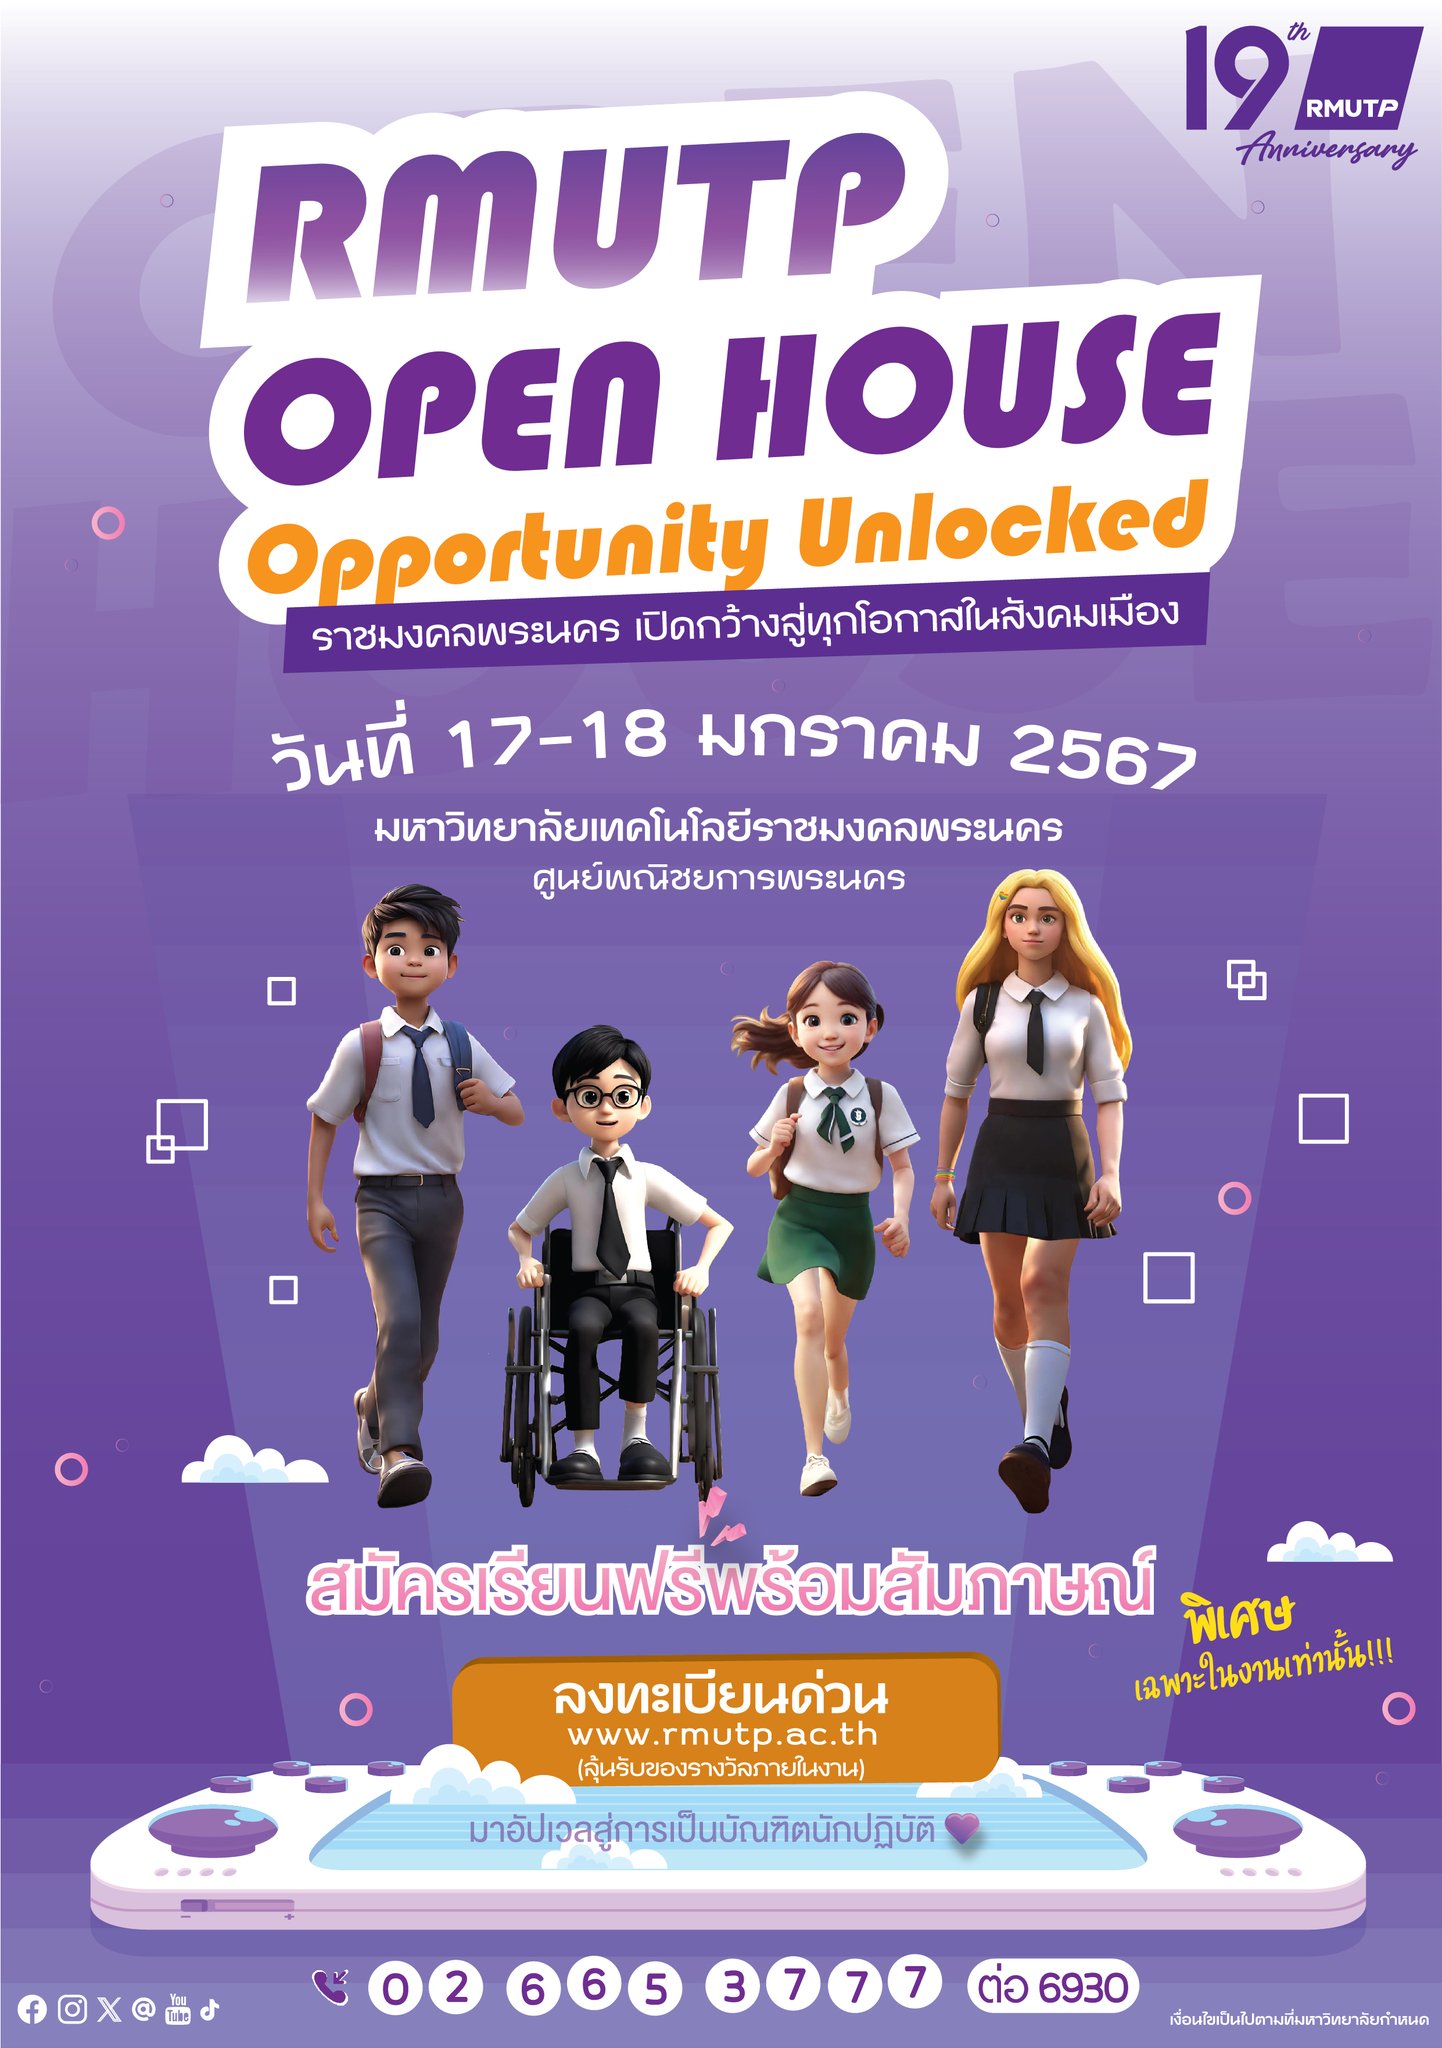 19th
RMUTP
Anniversary
OPEN
HOUSE
RMUTP
OPEN HOUSE
Opportunity Unlocked
ราชมงคลพระนคร เปิดกว้างสู่ทุกโอกาสในสังคมเมือง
วันที่ 17-18 มกราคม 2567
มหาวิทยาลัยเทคโนโลยีราชมงคลพระนคร
ศูนย์พณิชยการพระนคร
สมัครเรียนฟรีพร้อมสัมภาษณ์
พิเศษ
เฉพาะในงานเท่านั้น!!!
ลงทะเบียนด่วน
www.rmutp.ac.th
(ลุ้นรับของรางวัลภายในงาน)
มาอัปเวลสู่การเป็นบัณฑิตนักปฏิบัติ
- +
02 665 3777 ต่อ 6930
You Tube
เงื่อนไขเป็นไปตามที่มหาวิทยาลัยกำหนด